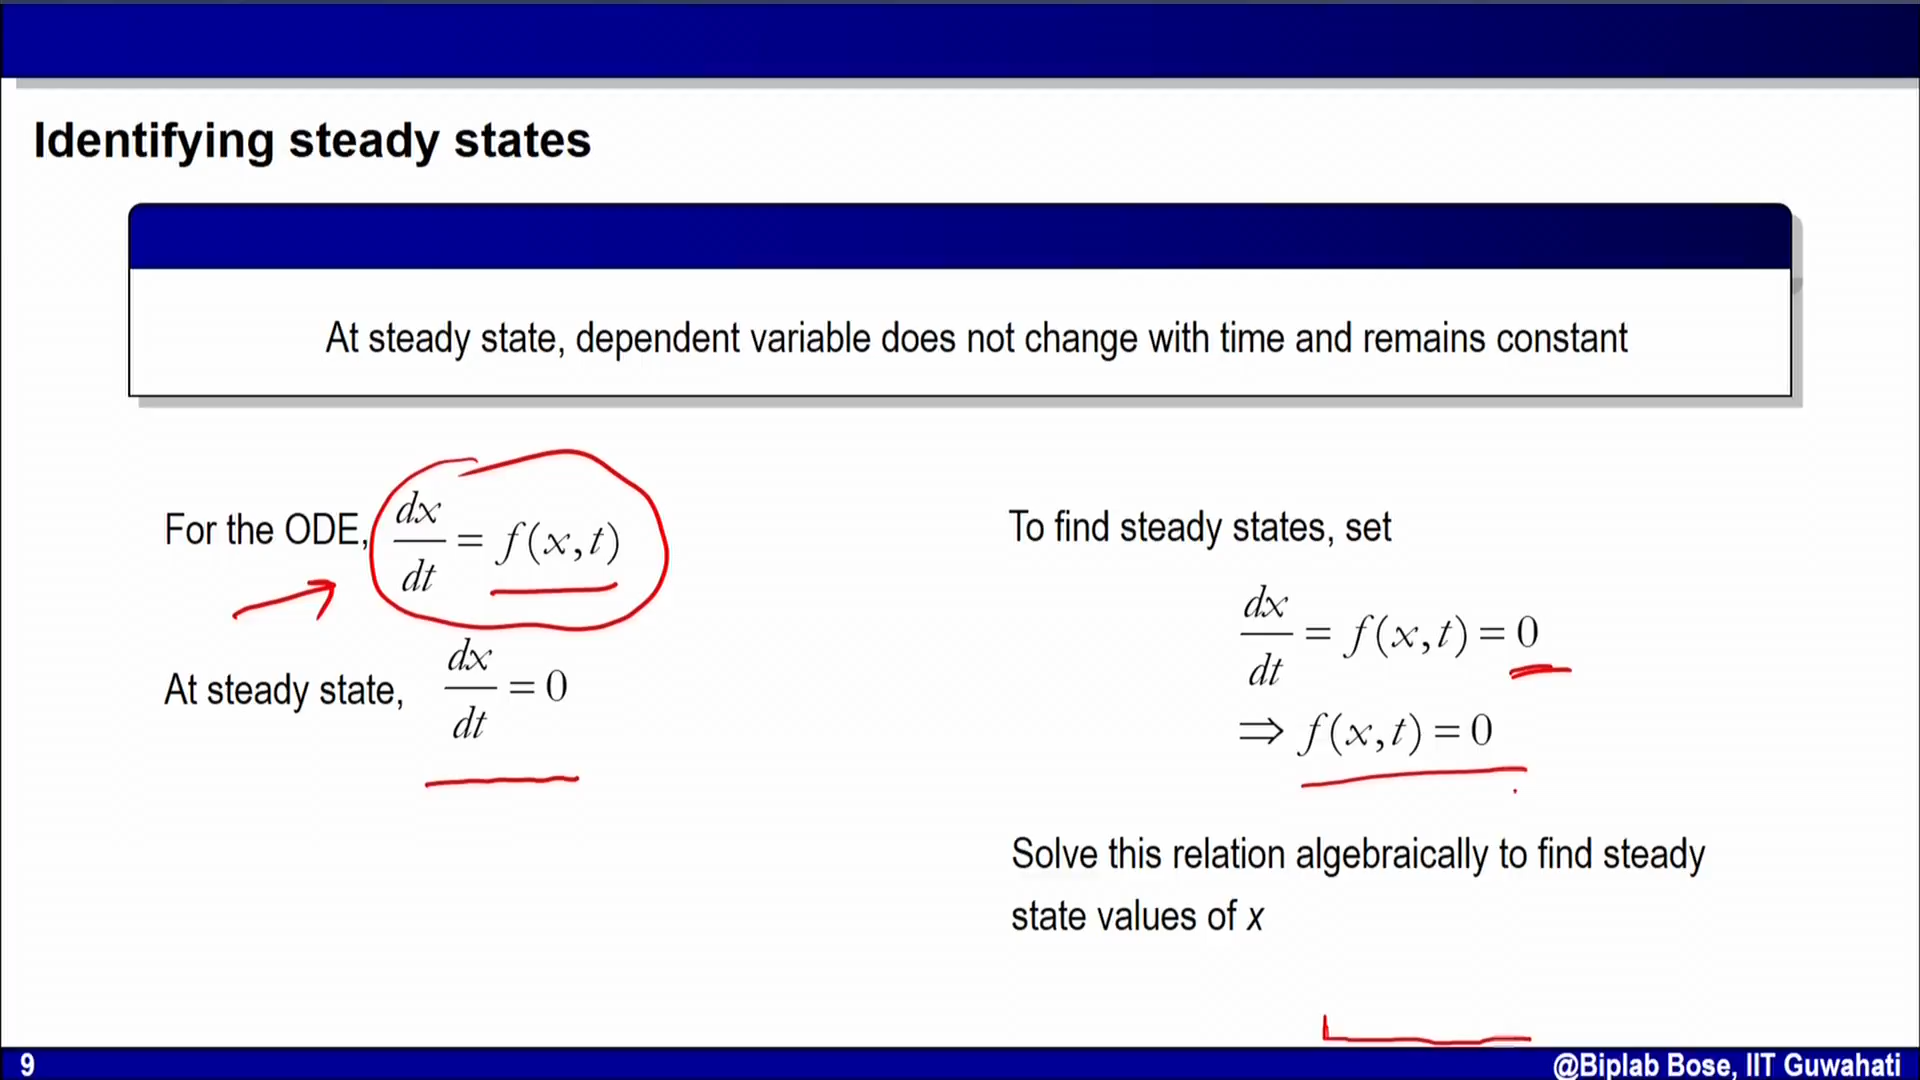 Identifying steady states
At steady state, dependent variable does not change with time and remains constant
For the ODE, dx/dt = f(x,t)
At steady state, dx/dt = 0
To find steady states, set
dx/dt = f(x,t) = 0
⇒ f(x,t) = 0
Solve this relation algebraically to find steady
state values of x
9
@Biplab Bose, IIT Guwahati